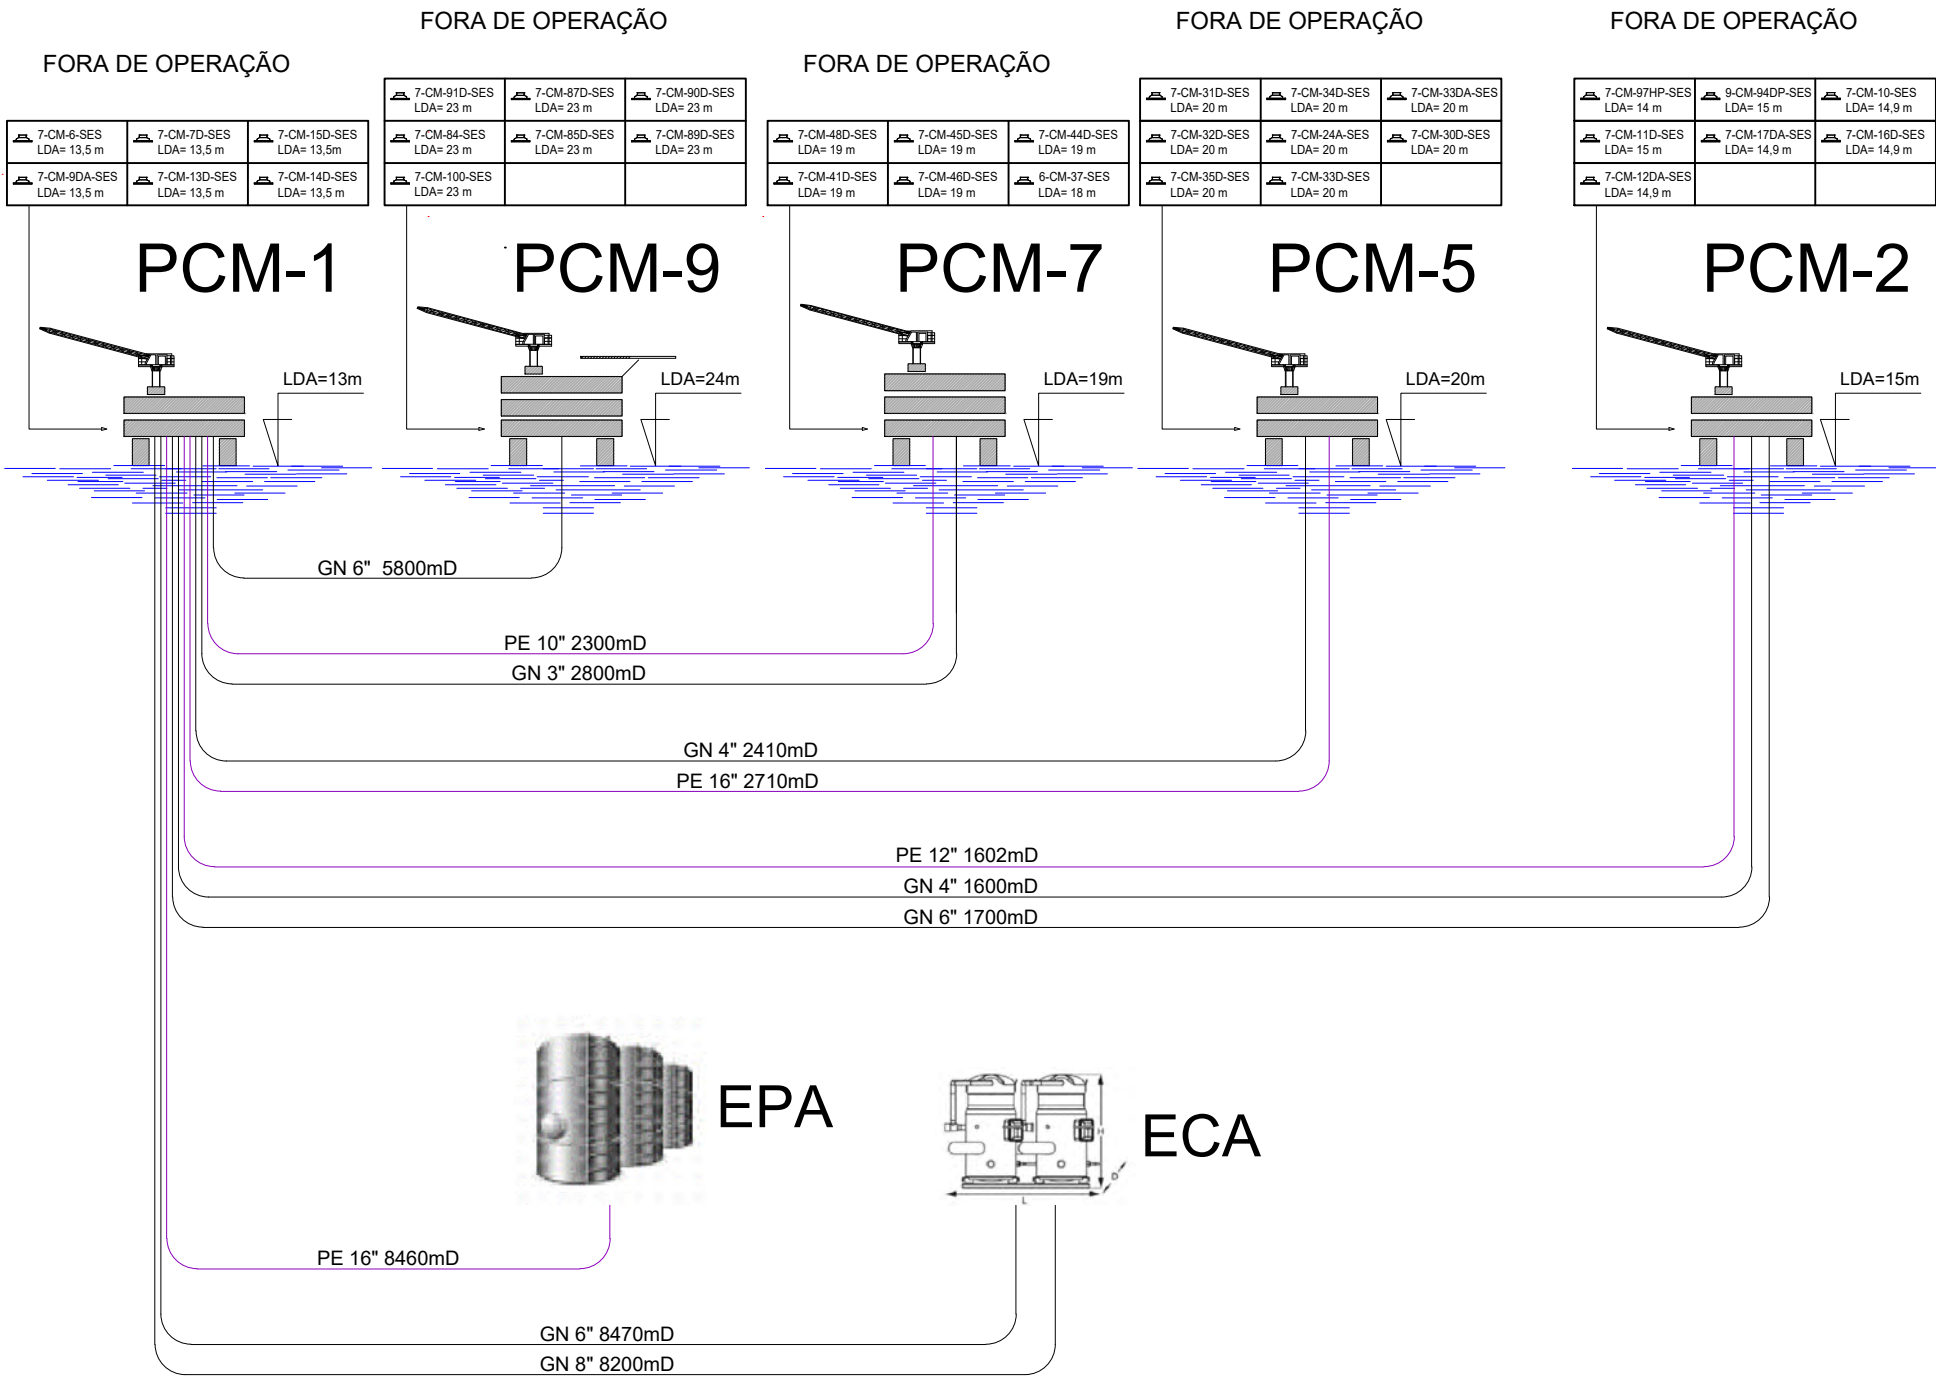 FORA DE OPERAÇÃO
FORA DE OPERAÇÃO
FORA DE OPERAÇÃO
FORA DE OPERAÇÃO
FORA DE OPERAÇÃO
7-CM-6-SES
LDA= 13,5 m
7-CM-7D-SES
LDA= 13,5 m
7-CM-15D-SES
LDA= 13,5m
7-CM-9DA-SES
LDA= 13,5 m
7-CM-13D-SES
LDA= 13,5 m
7-CM-14D-SES
LDA= 13,5 m
7-CM-91D-SES
LDA= 23 m
7-CM-87D-SES
LDA= 23 m
7-CM-90D-SES
LDA= 23 m
7-CM-84-SES
LDA= 23 m
7-CM-85D-SES
LDA= 23 m
7-CM-89D-SES
LDA= 23 m
7-CM-100-SES
LDA= 23 m
7-CM-48D-SES
LDA= 19 m
7-CM-45D-SES
LDA= 19 m
7-CM-44D-SES
LDA= 19 m
7-CM-41D-SES
LDA= 19 m
7-CM-46D-SES
LDA= 19 m
6-CM-37-SES
LDA= 18 m
7-CM-31D-SES
LDA= 20 m
7-CM-34D-SES
LDA= 20 m
7-CM-33DA-SES
LDA= 20 m
7-CM-32D-SES
LDA= 20 m
7-CM-24A-SES
LDA= 20 m
7-CM-30D-SES
LDA= 20 m
7-CM-35D-SES
LDA= 20 m
7-CM-33D-SES
LDA= 20 m
7-CM-97HP-SES
LDA= 14 m
9-CM-94DP-SES
LDA= 15 m
7-CM-10-SES
LDA= 14,9 m
7-CM-11D-SES
LDA= 15 m
7-CM-17DA-SES
LDA= 14,9 m
7-CM-16D-SES
LDA= 14,9 m
7-CM-12DA-SES
LDA= 14,9 m
PCM-1
PCM-9
PCM-7
PCM-5
PCM-2
LDA=13m
LDA=24m
LDA=19m
LDA=20m
LDA=15m
GN 6" 5800mD
PE 10" 2300mD
GN 3" 2800mD
GN 4" 2410mD
PE 16" 2710mD
PE 12" 1602mD
GN 4" 1600mD
GN 6" 1700mD
EPA
ECA
H
D
L
PE 16" 8460mD
GN 6" 8470mD
GN 8" 8200mD